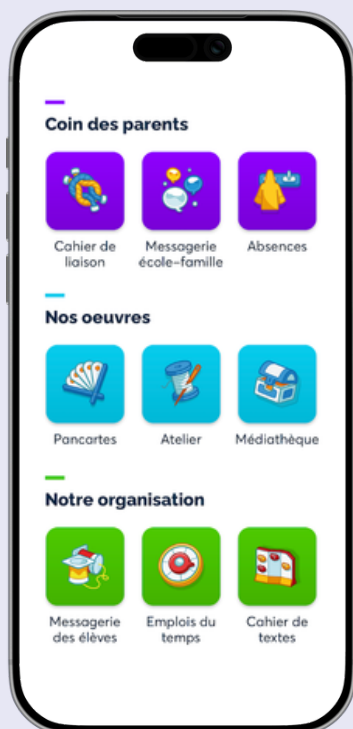 Coin des parents
Cahier de
liaison
Messagerie
école-famille
Absences
Nos oeuvres
Pancartes
Atelier
Médiathèque
Notre organisation
Messagerie
des élèves
Emplois du
temps
Cahier de
textes